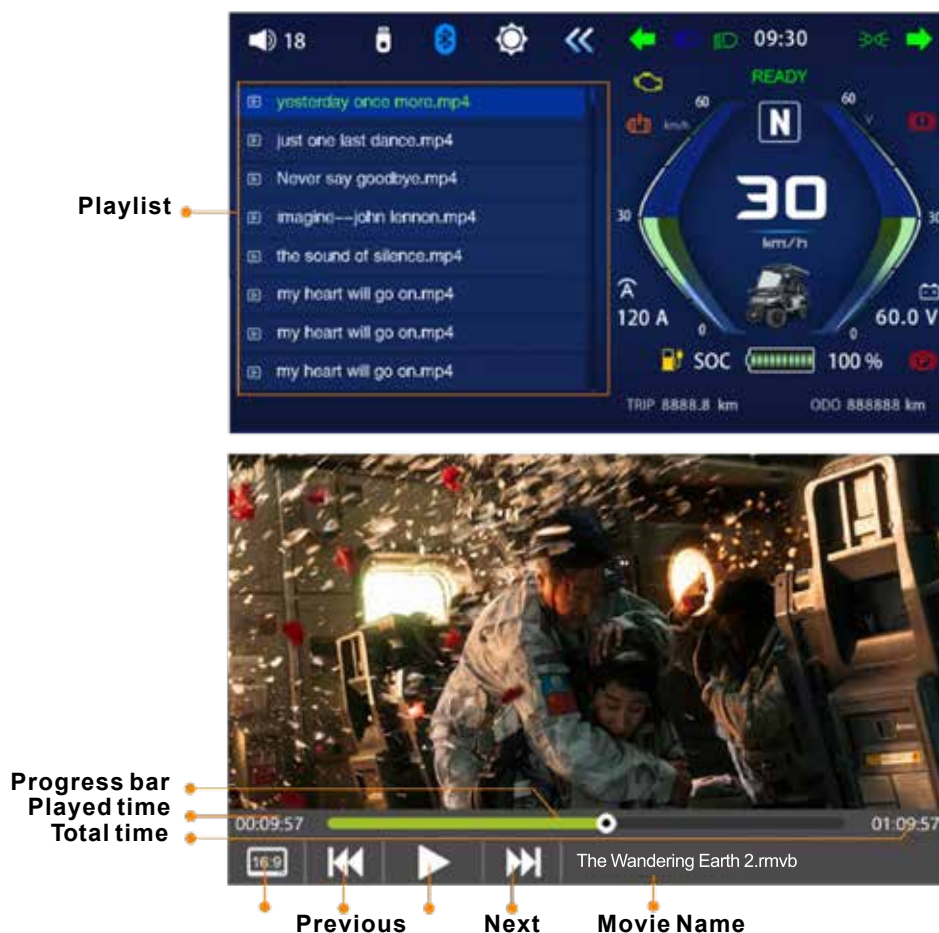 18
09:30
READY
yesterday once more.mp4
just one last dance.mp4
Never say goodbye.mp4
imagine---john lennon.mp4
the sound of silence.mp4
my heart will go on.mp4
my heart will go on.mp4
my heart will go on.mp4
60
60
km/h
V
N
30
30
km/h
30
A
120 A
60.0 V
0
0
SOC
100 %
TRIP 8888.8 km
ODO 888888 km
Playlist
Progress bar
Played time
Total time
00:09:57
01:09:57
16:9
The Wandering Earth 2.rmvb
Previous
Next
Movie Name